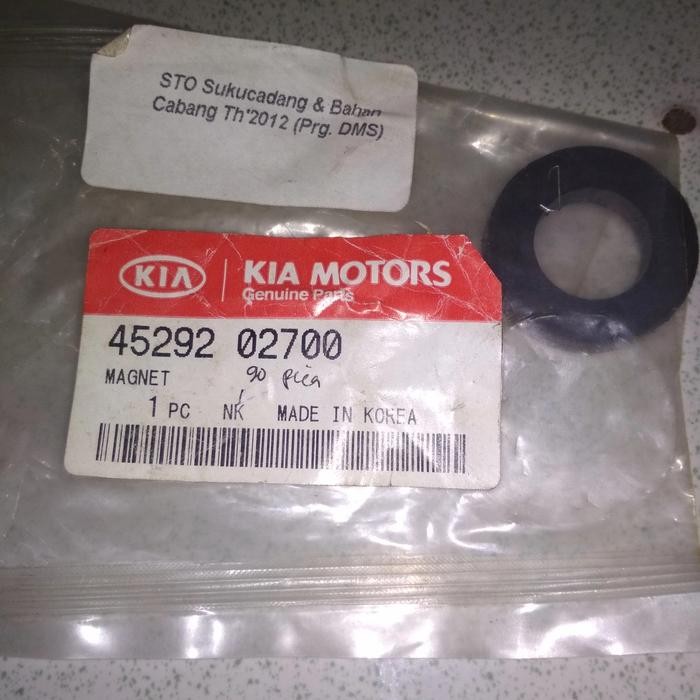 STO Sukucadang & Bahan
Cabang Th'2012 (Prg. DMS)
KIA KIA MOTORS
Genuine Parts
45292 02700
MAGNET
1 PC NK MADE IN KOREA